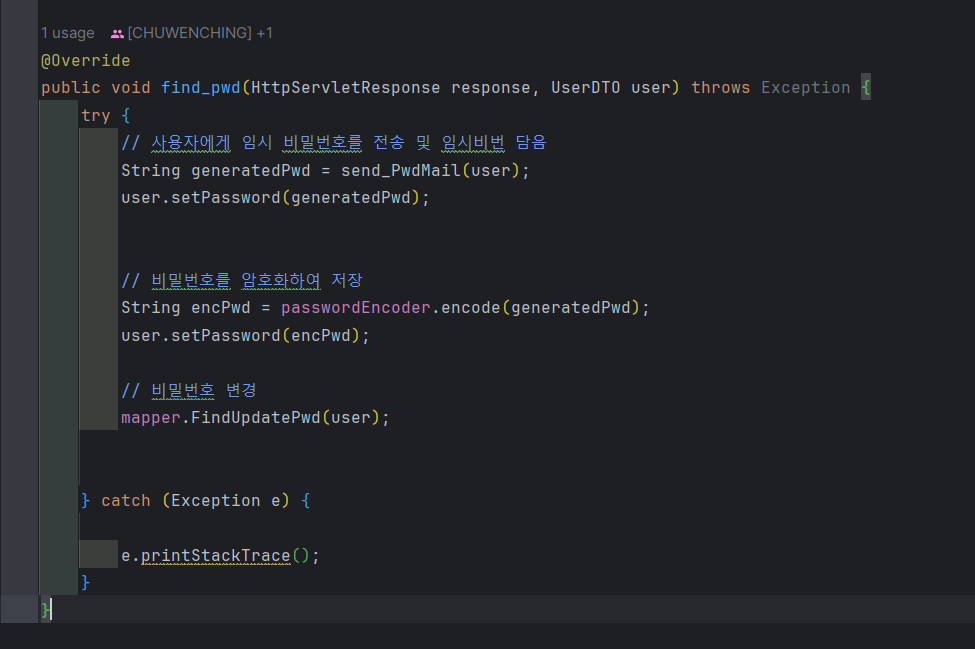 1 usage [CHUWENCHING] +1
@Override
public void find_pwd(HttpServletResponse response, UserDTO user) throws Exception {
try {
// 사용자에게 임시 비밀번호를 전송 및 임시비번 담음
String generatedPwd = send_PwdMail(user);
user.setPassword(generatedPwd);
// 비밀번호를 암호화하여 저장
String encPwd = passwordEncoder.encode(generatedPwd);
user.setPassword(encPwd);
// 비밀번호 변경
mapper.FindUpdatePwd(user);
} catch (Exception e) {
e.printStackTrace();
}
}